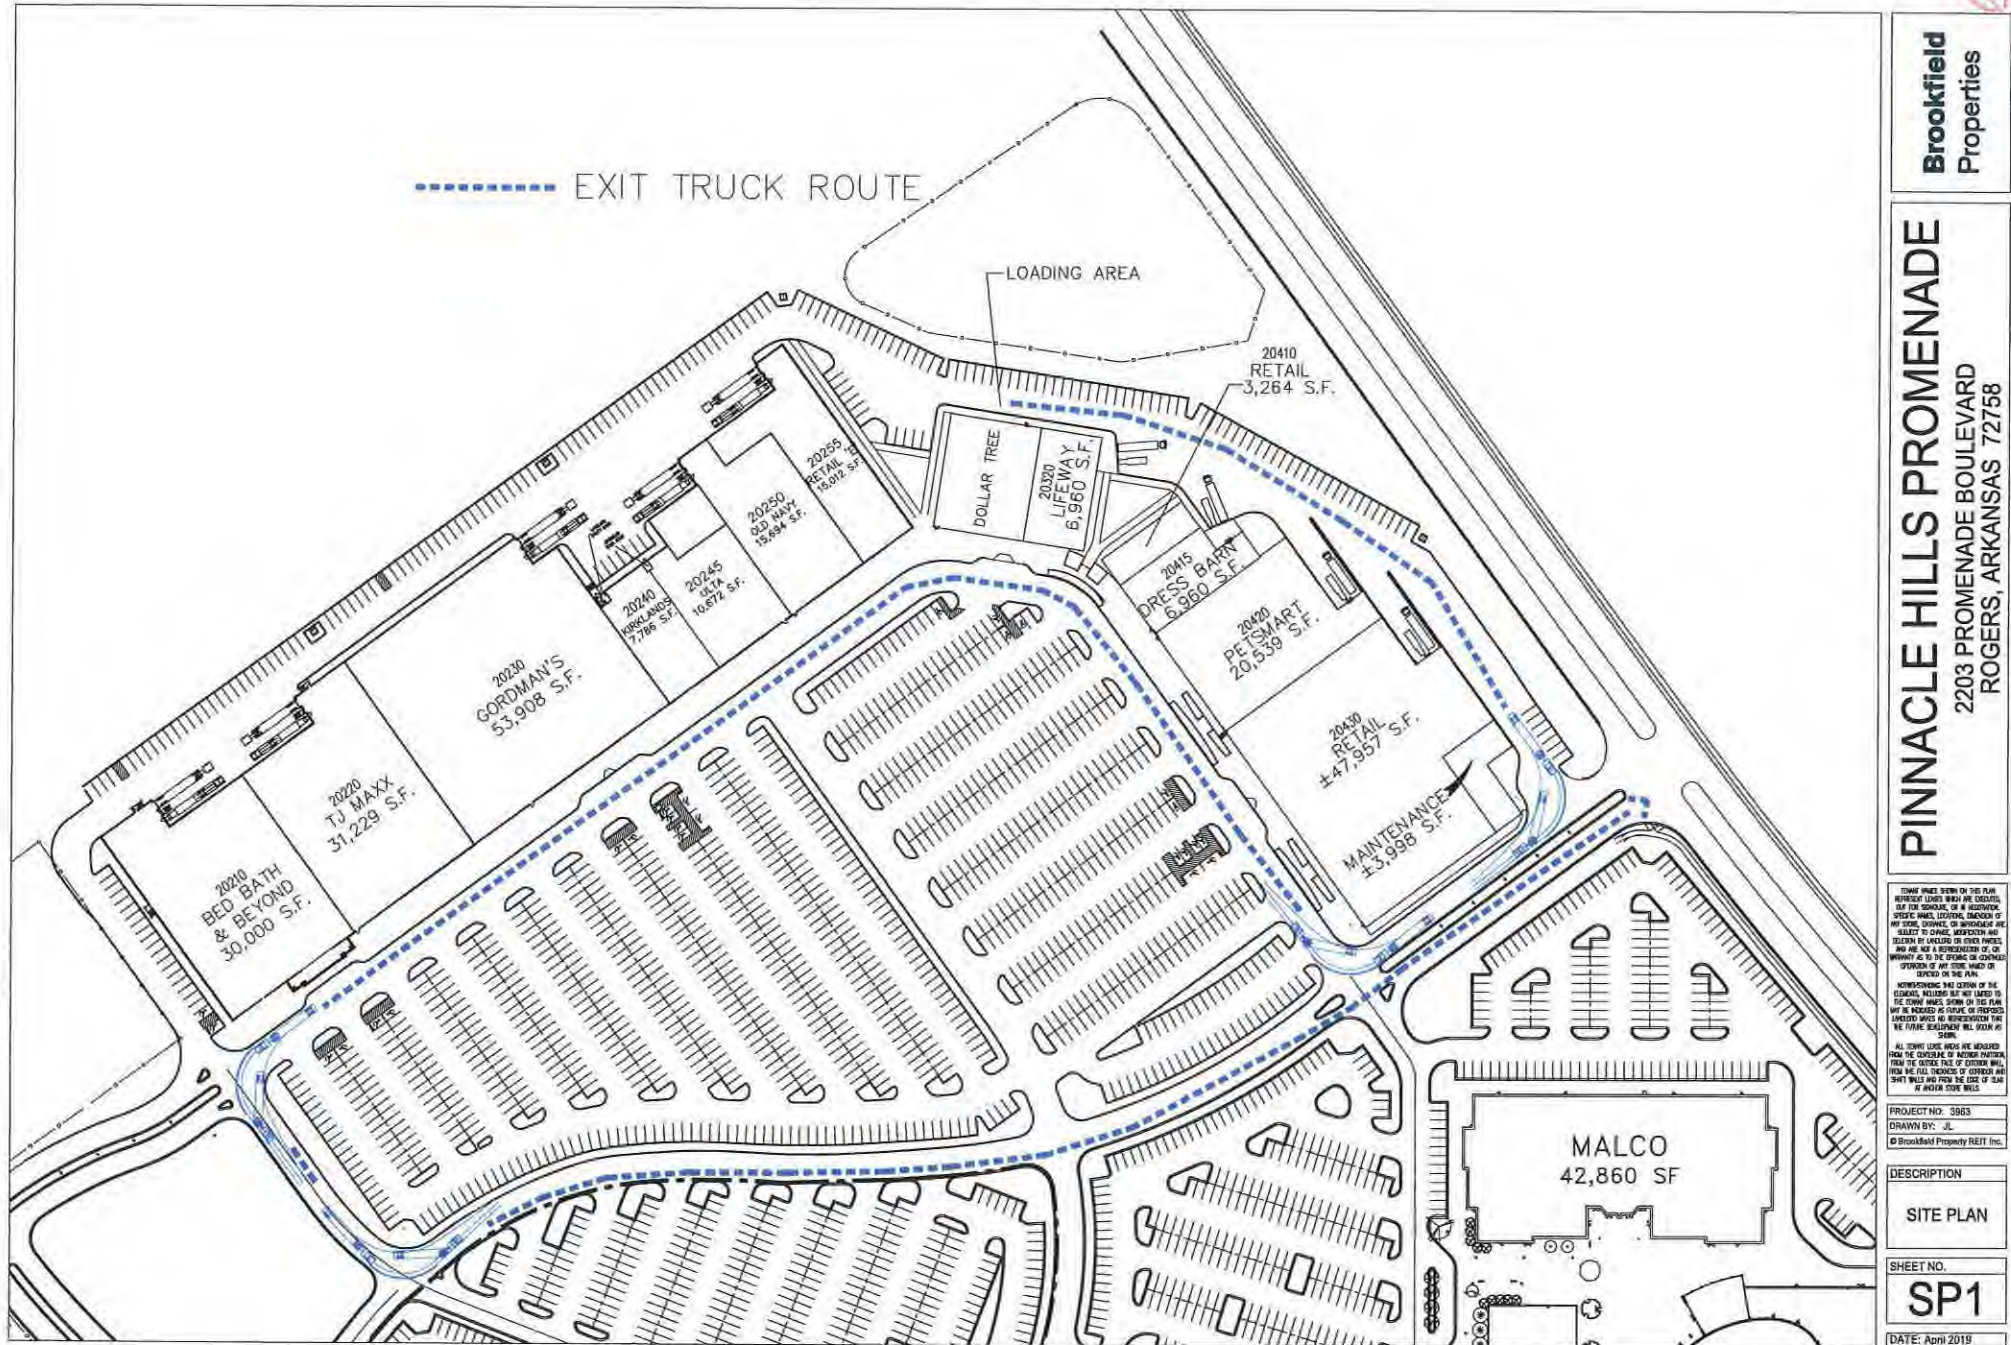 EXIT TRUCK ROUTE
LOADING AREA
20410
RETAIL
3,264 S.F.
DOLLAR TREE
20320
LIFEWAY
6,960 S.F.
20255
RETAIL 'E'
15,012 S.F.
20250
OLD NAVY
15,694 S.F.
20245
ULTA
10,672 S.F.
20240
KIRKLANDS
7,786 S.F.
20230
GORDMAN'S
53,908 S.F.
20220
TJ MAXX
31,229 S.F.
20210
BED BATH
& BEYOND
30,000 S.F.
20415
DRESS BARN
6,960 S.F.
20420
PETSMART
20,539 S.F.
20430
RETAIL
±47,957 S.F.
MAINTENANCE
±3,998 S.F.
MALCO
42,860 SF
Brookfield
Properties
PINNACLE HILLS PROMENADE
2203 PROMENADE BOULEVARD
ROGERS, ARKANSAS 72758
PROJECT NO: 3963
DRAWN BY: JL
© Brookfield Property REIT Inc.
DESCRIPTION
SITE PLAN
SHEET NO.
SP1
DATE: April 2019